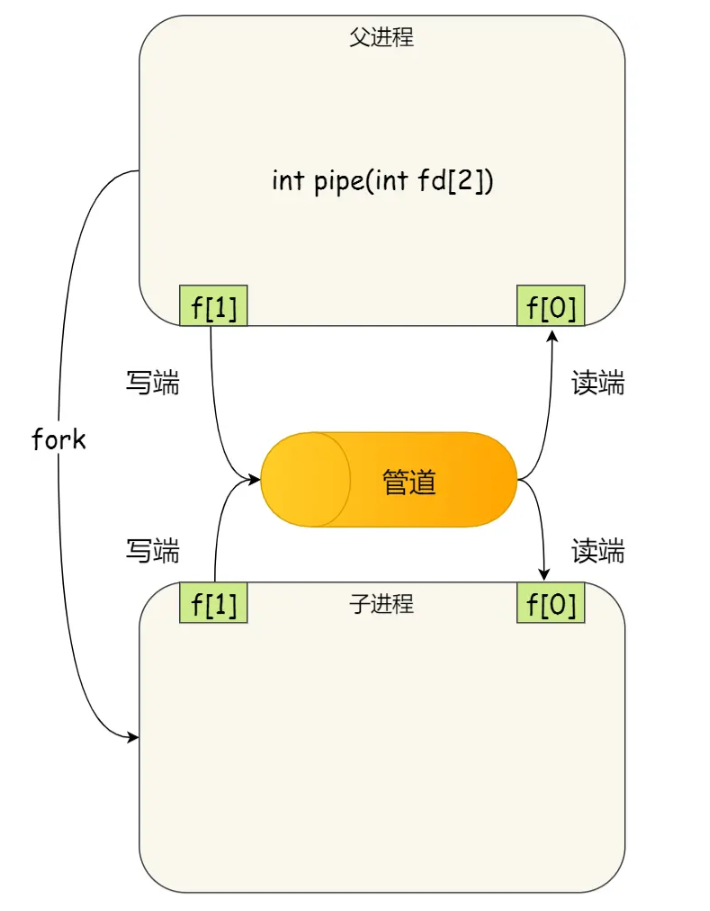 父进程
int pipe(int fd[2])
f[1]
f[0]
写端
读端
fork
管道
写端
读端
f[1]
子进程
f[0]